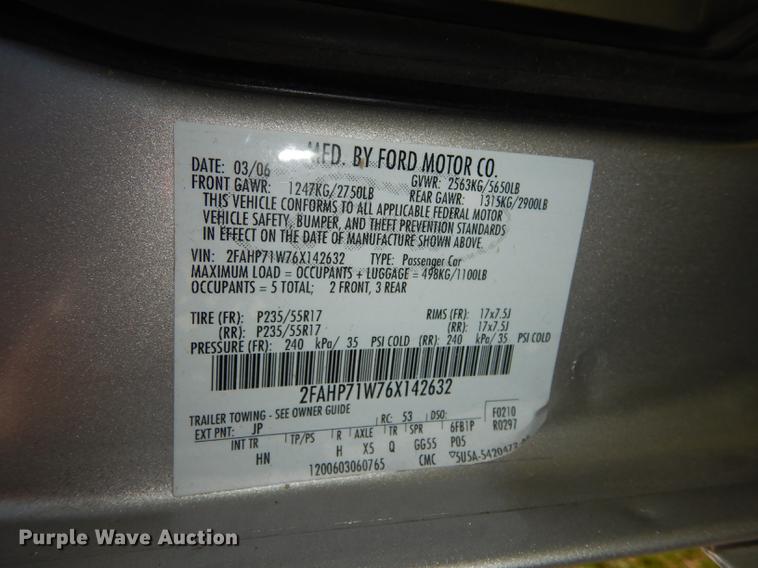 MFD. BY FORD MOTOR CO.
DATE: 03/06 GVWR: 2563KG/5650LB
FRONT GAWR: 1247KG/2750LB REAR GAWR: 1315KG/2900LB
THIS VEHICLE CONFORMS TO ALL APPLICABLE FEDERAL MOTOR
VEHICLE SAFETY, BUMPER, AND THEFT PREVENTION STANDARDS
IN EFFECT ON THE DATE OF MANUFACTURE SHOWN ABOVE.
VIN: 2FAHP71W76X142632 TYPE: Passenger Car
MAXIMUM LOAD = OCCUPANTS + LUGGAGE = 498KG/1100LB
OCCUPANTS = 5 TOTAL; 2 FRONT, 3 REAR
TIRE (FR): P235/55R17 RIMS (FR): 17x7.5J
(RR): P235/55R17 (RR): 17x7.5J
PRESSURE (FR): 240 kPa/ 35 PSI COLD (RR): 240 kPa/ 35 PSI COLD
2FAHP71W76X142632
TRAILER TOWING - SEE OWNER GUIDE
EXT PNT: JP RC: 53 DSO: 6FB1P F0210
R0297
INT TR TP/PS R AXLE TR SPR P05
HN H X5 Q GG55
1200603060765 CMC
Purple Wave Auction